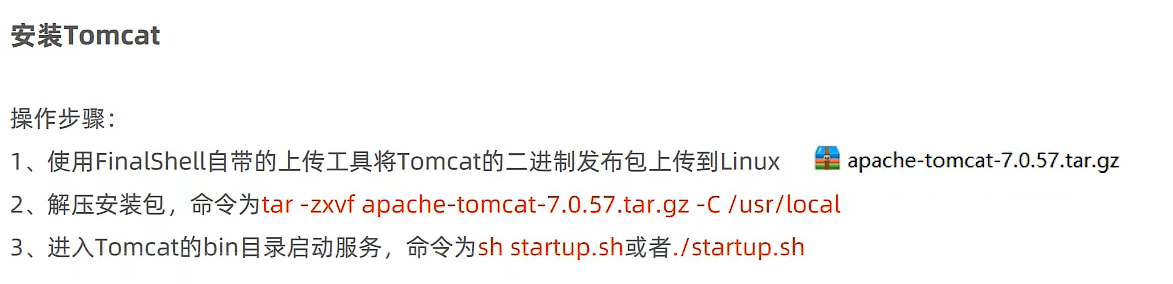 安装Tomcat
操作步骤：
1、使用FinalShell自带的上传工具将Tomcat的二进制发布包上传到Linux apache-tomcat-7.0.57.tar.gz
2、解压安装包，命令为tar -zxvf apache-tomcat-7.0.57.tar.gz -C /usr/local
3、进入Tomcat的bin目录启动服务，命令为sh startup.sh或者./startup.sh